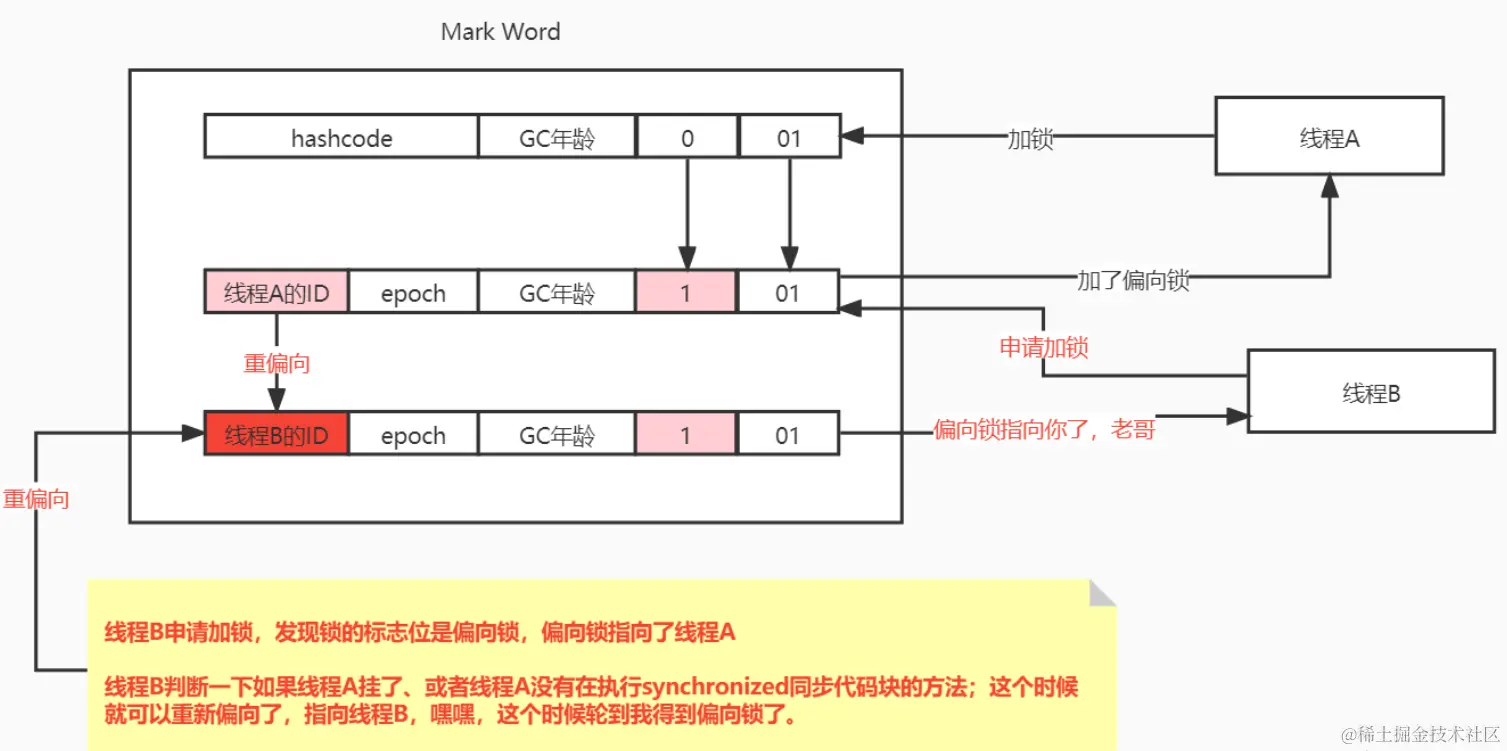 Mark Word
hashcode GC年龄 0 01
加锁
线程A
线程A的ID epoch GC年龄 1 01
加了偏向锁
申请加锁
重偏向
线程B
线程B的ID epoch GC年龄 1 01
偏向锁指向你了，老哥
重偏向
线程B申请加锁，发现锁的标志位是偏向锁，偏向锁指向了线程A
线程B判断一下如果线程A挂了、或者线程A没有在执行synchronized同步代码块的方法；这个时候
就可以重新偏向了，指向线程B，嘿嘿，这个时候轮到我得到偏向锁了。
@稀土掘金技术社区